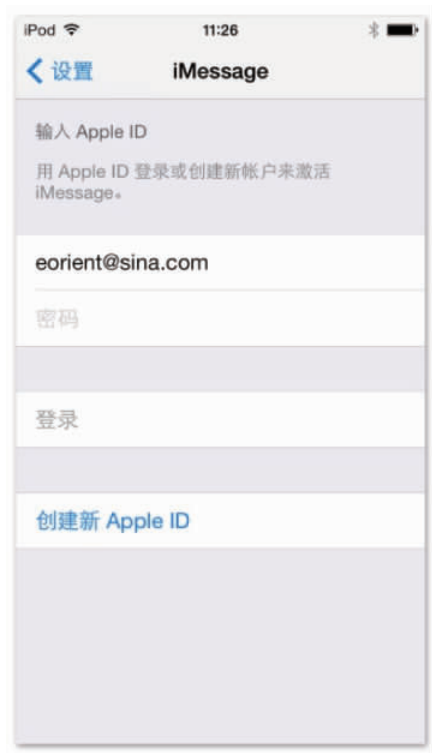 iPod 11:26
设置 iMessage
输入 Apple ID
用 Apple ID 登录或创建新帐户来激活
iMessage。
eorient@sina.com
密码
登录
创建新 Apple ID